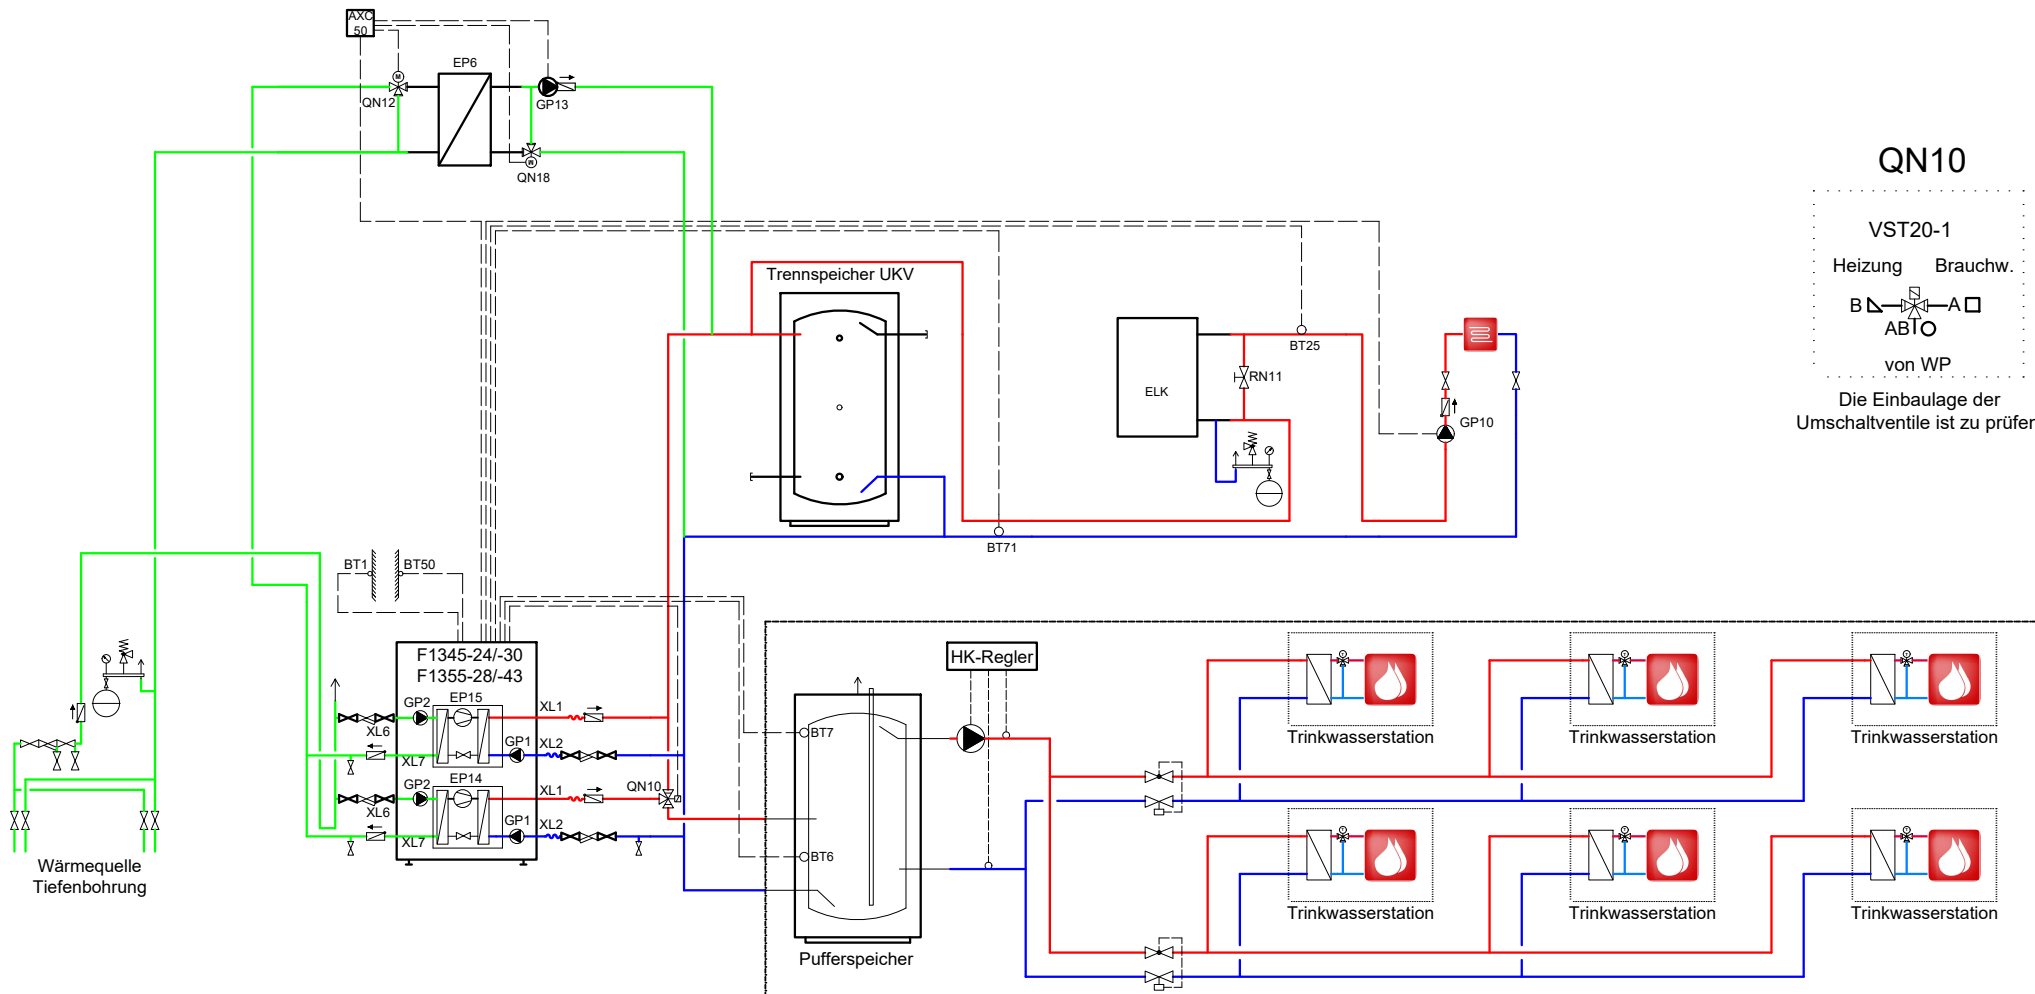 AXC
50
EP6
QN12
GP13
QN18
QN10
VST20-1
Heizung Brauchw.
B A
AB
von WP
Die Einbaulage der
Umschaltventile ist zu prüfen
Trennspeicher UKV
ELK
RN11
BT25
GP10
BT71
BT1
BT50
F1345-24/-30
F1355-28/-43
EP15
GP2
XL6
XL7
GP1
XL1
XL2
EP14
GP2
XL6
XL7
GP1
XL1
XL2
QN10
Wärmequelle
Tiefenbohrung
HK-Regler
BT7
BT6
Pufferspeicher
Trinkwasserstation
Trinkwasserstation
Trinkwasserstation
Trinkwasserstation
Trinkwasserstation
Trinkwasserstation